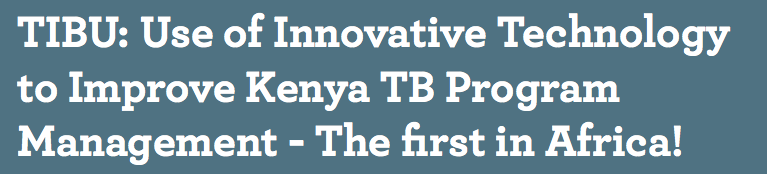 TIBU: Use of Innovative Technology
to Improve Kenya TB Program
Management - The first in Africa!